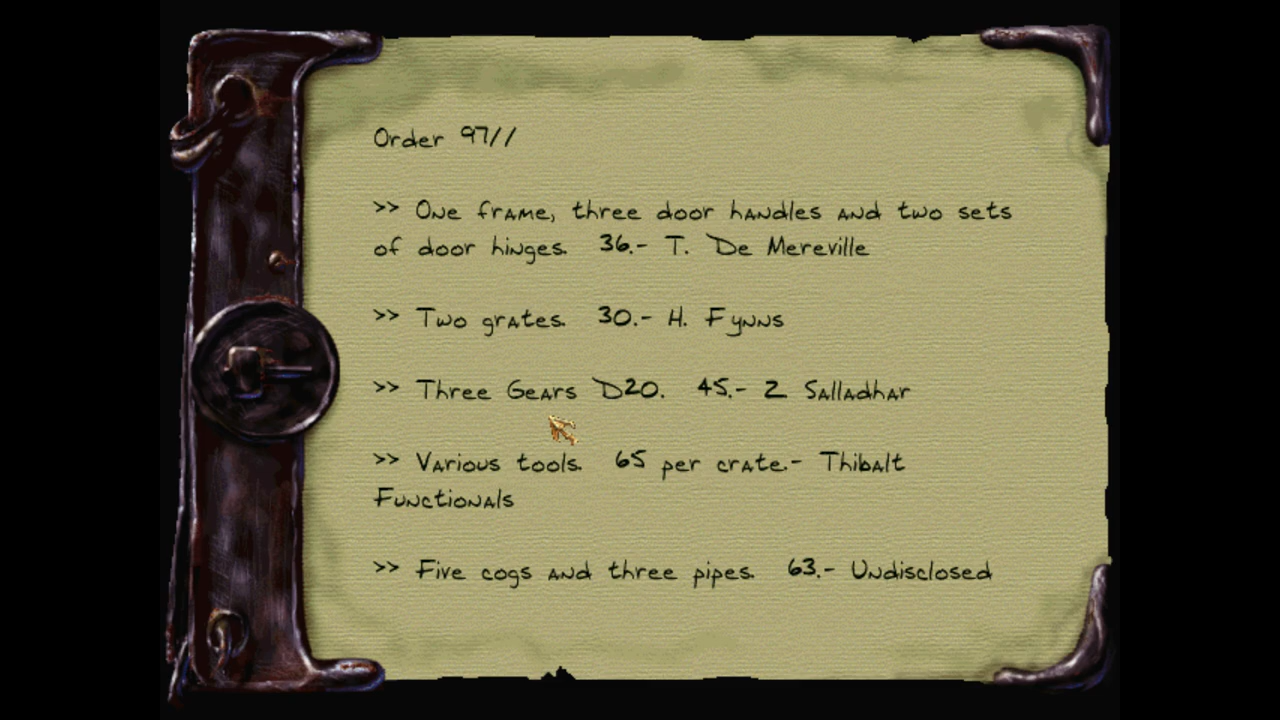 Order 97//
>> One frame, three door handles and two sets
of door hinges. 36.- T. De Mereville
>> Two grates. 30.- H. Fynns
>> Three Gears D20. 45.- Z. Salladhar
>> Various tools. 65 per crate.- Thibalt
Functionals
>> Five cogs and three pipes. 63.- Undisclosed